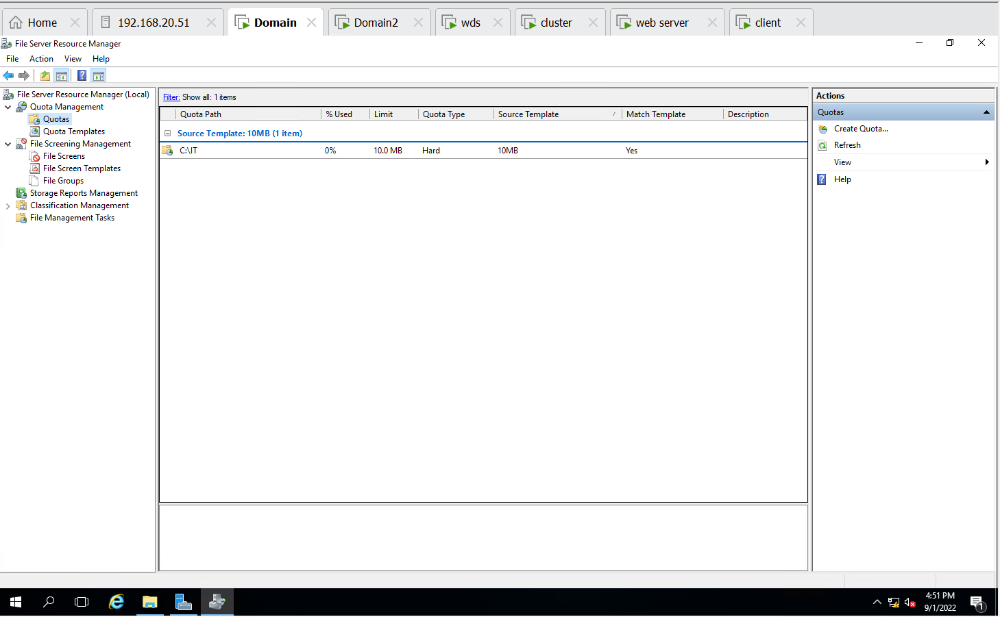 Home
192.168.20.51
Domain
Domain2
wds
cluster
web server
client
File Server Resource Manager
File Action View Help
File Server Resource Manager (Local)
Quota Management
Quotas
Quota Templates
File Screening Management
File Screens
File Screen Templates
File Groups
Storage Reports Management
Classification Management
File Management Tasks
Filter: Show all: 1 items
Quota Path % Used Limit Quota Type Source Template Match Template Description
Source Template: 10MB (1 item)
C:\IT 0% 10.0 MB Hard 10MB Yes
Actions
Quotas
Create Quota...
Refresh
View
Help
4:51 PM
9/1/2022
1